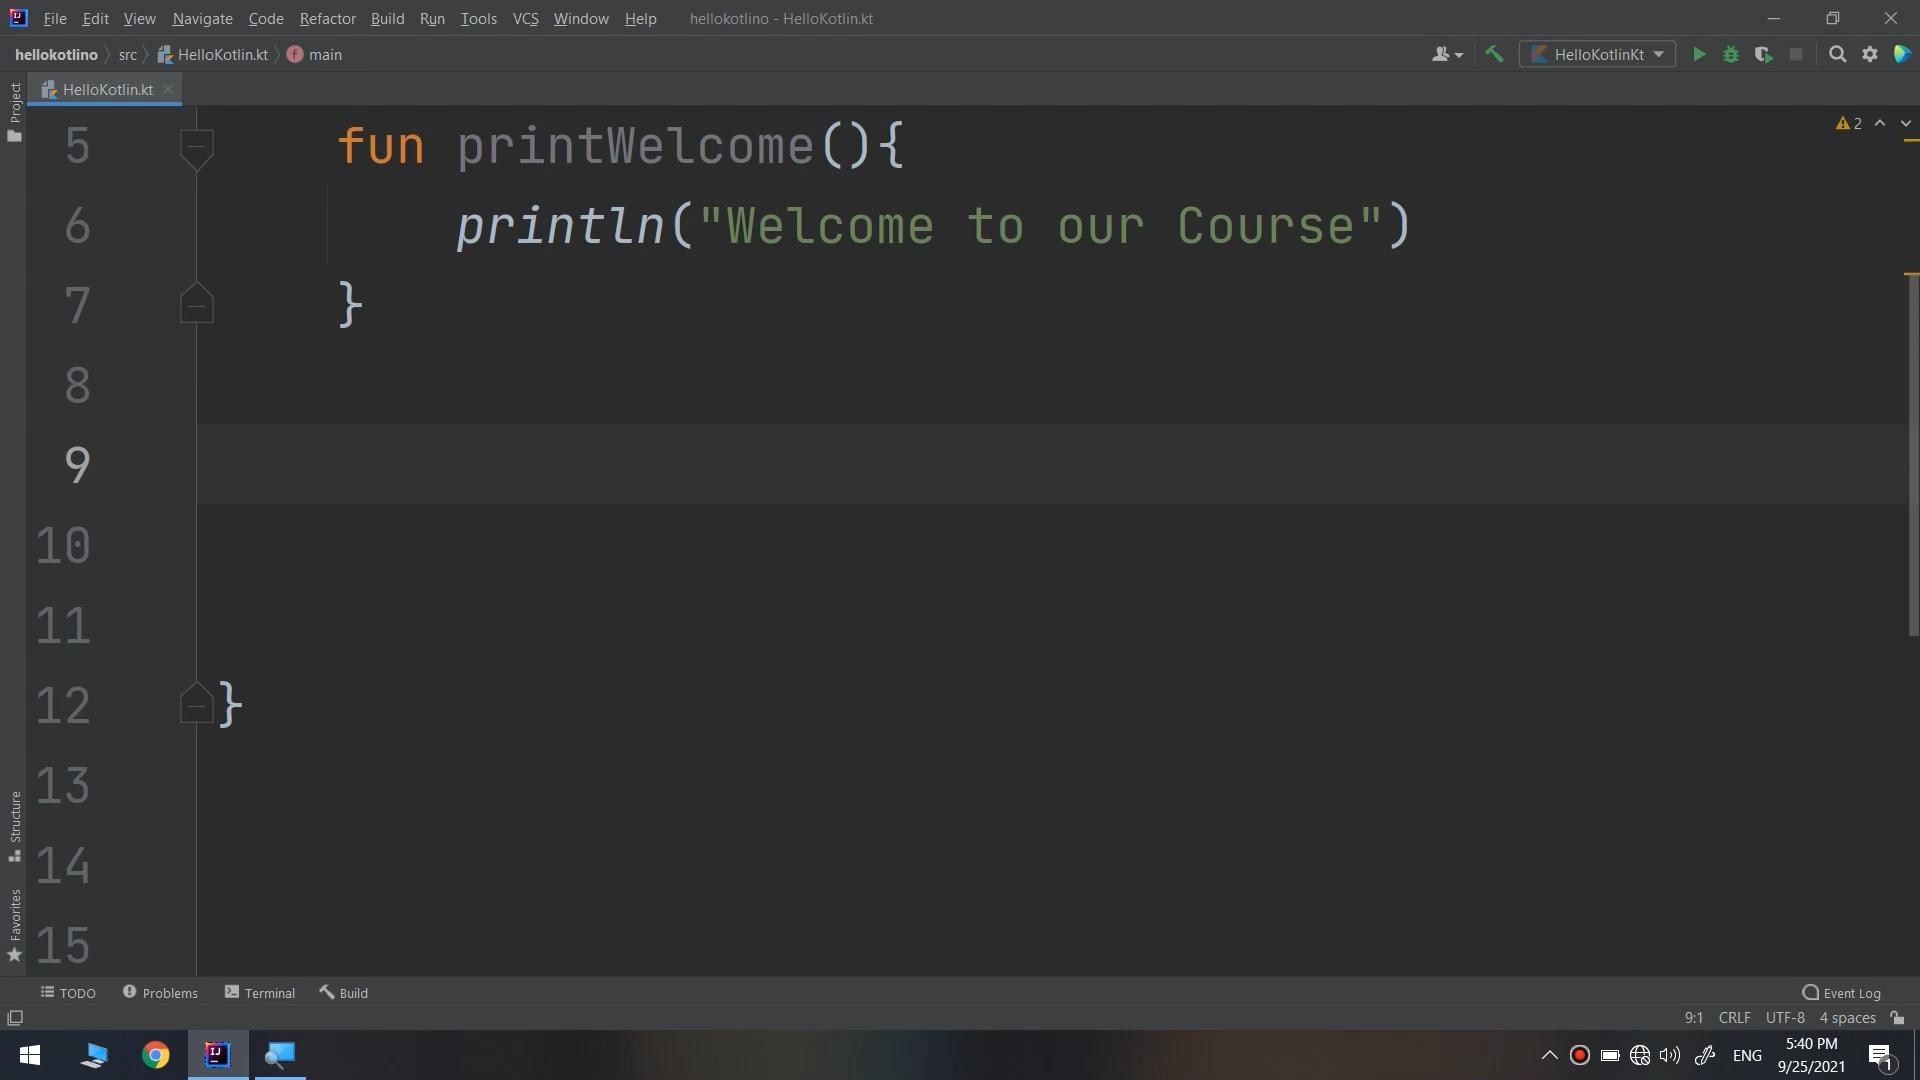 File Edit View Navigate Code Refactor Build Run Tools VCS Window Help hellokotlino - HelloKotlin.kt
hellokotlino src HelloKotlin.kt main HelloKotlinKt
HelloKotlin.kt
Project
2
5 fun printWelcome(){
6 println("Welcome to our Course")
7 }
8
9
10
11
12 }
13
14
15
Structure
Favorites
TODO Problems Terminal Build Event Log
9:1 CRLF UTF-8 4 spaces
ENG 5:40 PM
9/25/2021
1